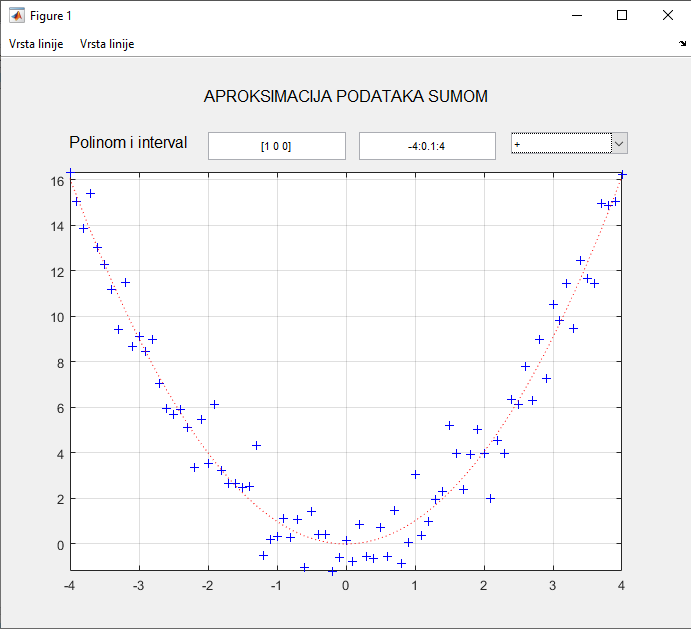 Figure 1
Vrsta linije Vrsta linije
APROKSIMACIJA PODATAKA SUMOM
Polinom i interval [1 0 0] -4:0.1:4 +
16
14
12
10
8
6
4
2
0
-4 -3 -2 -1 0 1 2 3 4